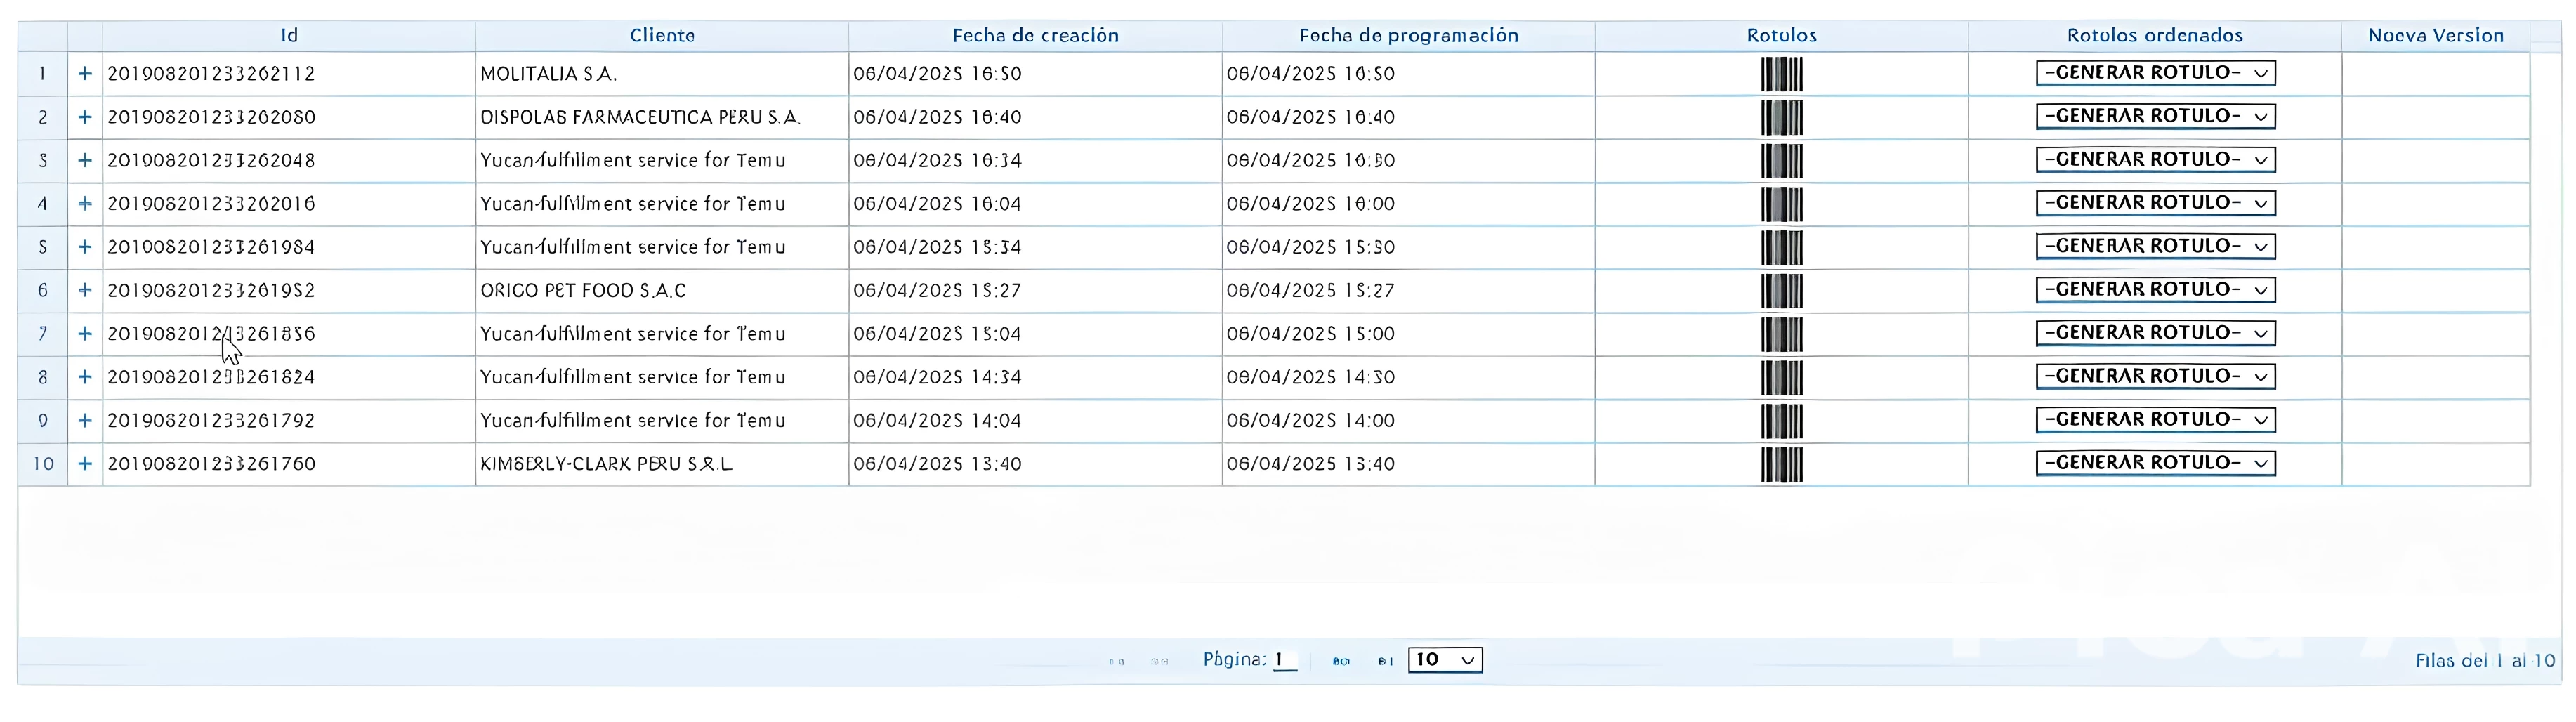 Id Cliente Fecha de creación Fecha de programación Rotulos Rotulos ordenados Nueva Version
1 + 201908201233262112 MOLITALIA S.A. 06/04/2025 16:50 06/04/2025 16:50 -GENERAR ROTULO-
2 + 201908201233262080 DISPOLAB FARMACEUTICA PERU S.A. 06/04/2025 16:40 06/04/2025 16:40 -GENERAR ROTULO-
3 + 201908201233262048 Yucan-fulfillment service for Temu 06/04/2025 16:34 06/04/2025 16:30 -GENERAR ROTULO-
4 + 201908201233262016 Yucan-fulfillment service for Temu 06/04/2025 16:04 06/04/2025 16:00 -GENERAR ROTULO-
5 + 201908201233261984 Yucan-fulfillment service for Temu 06/04/2025 15:34 06/04/2025 15:30 -GENERAR ROTULO-
6 + 201908201233261952 ORIGO PET FOOD S.A.C 06/04/2025 15:27 06/04/2025 15:27 -GENERAR ROTULO-
7 + 201908201233261856 Yucan-fulfillment service for Temu 06/04/2025 15:04 06/04/2025 15:00 -GENERAR ROTULO-
8 + 201908201233261824 Yucan-fulfillment service for Temu 06/04/2025 14:34 06/04/2025 14:30 -GENERAR ROTULO-
9 + 201908201233261792 Yucan-fulfillment service for Temu 06/04/2025 14:04 06/04/2025 14:00 -GENERAR ROTULO-
10 + 201908201233261760 KIMBERLY-CLARK PERU S.R.L 06/04/2025 13:40 06/04/2025 13:40 -GENERAR ROTULO-
Página: 1 10 Filas del 1 al 10